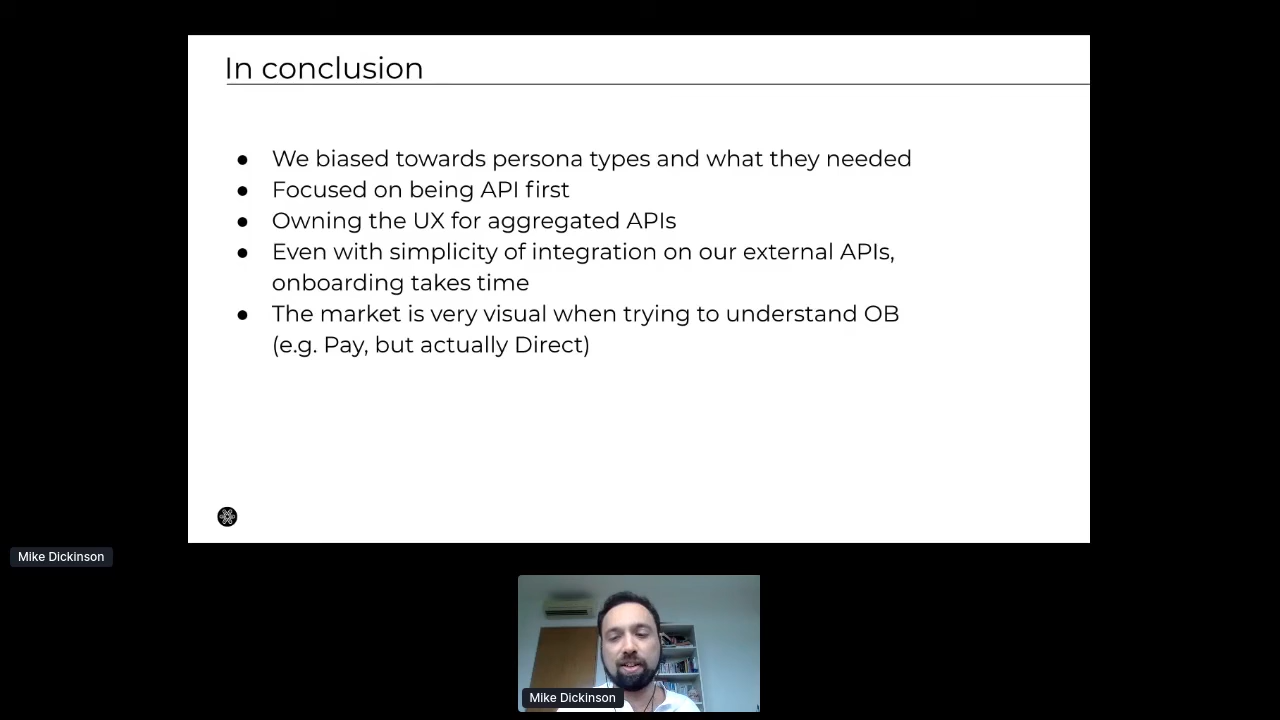 In conclusion
● We biased towards persona types and what they needed
● Focused on being API first
● Owning the UX for aggregated APIs
● Even with simplicity of integration on our external APIs,
onboarding takes time
● The market is very visual when trying to understand OB
(e.g. Pay, but actually Direct)
Mike Dickinson
Mike Dickinson